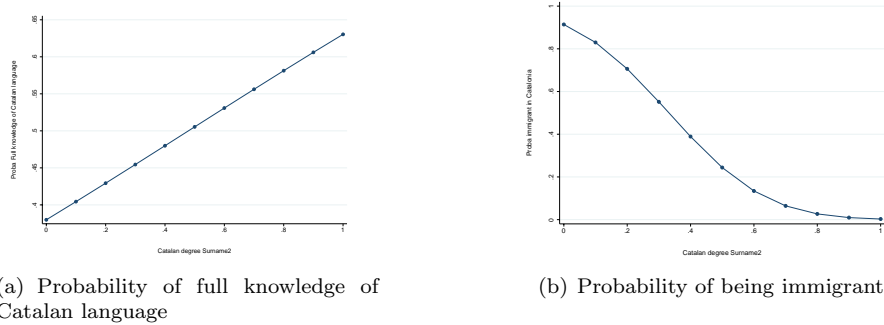 .65
.6
.55
.5
.45
.4
Proba Full knowledge of Catalan language
0 .2 .4 .6 .8 1
Catalan degree Surname2
(a) Probability of full knowledge of
Catalan language
1
.8
.6
.4
.2
0
Proba immigrant in Catalonia
0 .2 .4 .6 .8 1
Catalan degree Surname2
(b) Probability of being immigrant